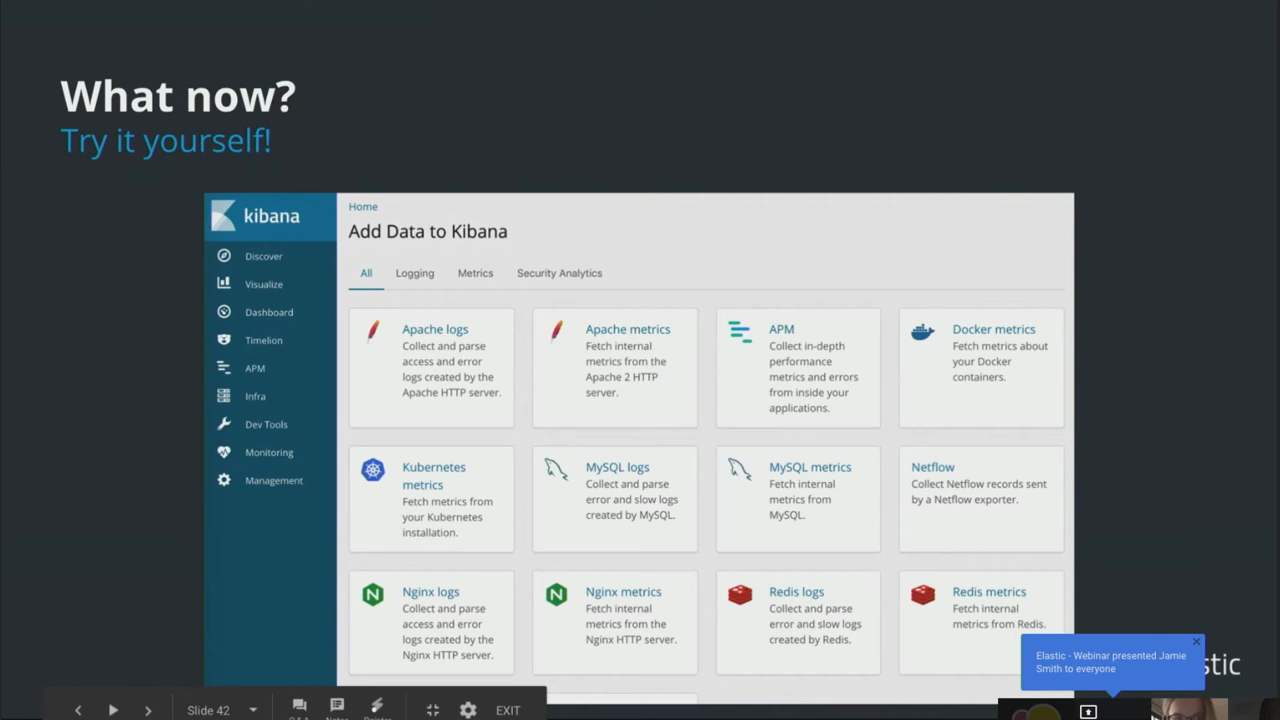 What now?
Try it yourself!
kibana
Discover
Visualize
Dashboard
Timelion
APM
Infra
Dev Tools
Monitoring
Management
Home
Add Data to Kibana
All Logging Metrics Security Analytics
Apache logs
Collect and parse
access and error
logs created by the
Apache HTTP server.
Apache metrics
Fetch internal
metrics from the
Apache 2 HTTP
server.
APM
Collect in-depth
performance
metrics and errors
from inside your
applications.
Docker metrics
Fetch metrics about
your Docker
containers.
Kubernetes
metrics
Fetch metrics from
your Kubernetes
installation.
MySQL logs
Collect and parse
error and slow logs
created by MySQL.
MySQL metrics
Fetch internal
metrics from
MySQL.
Netflow
Collect Netflow records sent
by a Netflow exporter.
Nginx logs
Collect and parse
access and error
logs created by the
Nginx HTTP server.
Nginx metrics
Fetch internal
metrics from the
Nginx HTTP server.
Redis logs
Collect and parse
error and slow logs
created by Redis.
Redis metrics
Fetch internal
metrics from Redis.
Elastic - Webinar presented Jamie
Smith to everyone
stic
Slide 42
EXIT